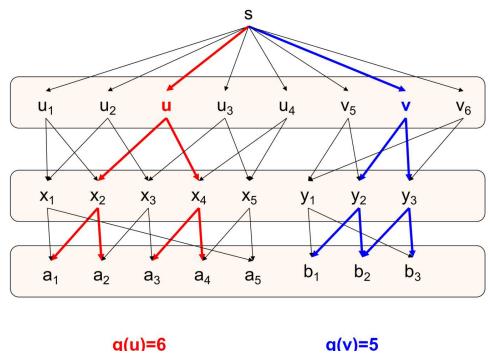 s
u₁ u₂ u u₃ u₄ v₅ v v₆
x₁ x₂ x₃ x₄ x₅ y₁ y₂ y₃
a₁ a₂ a₃ a₄ a₅ b₁ b₂ b₃
q(u)=6 q(v)=5